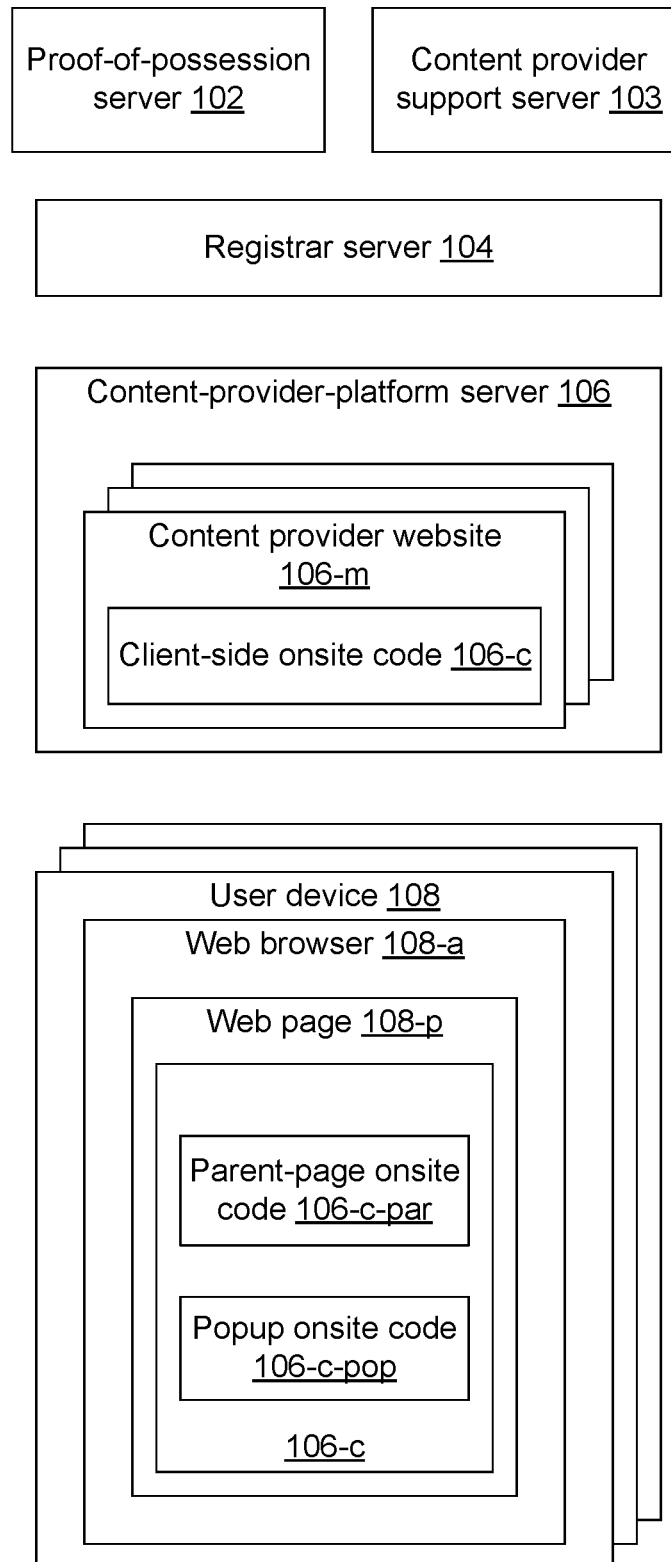 Proof-of-possession
server 102
Content provider
support server 103
Registrar server 104
Content-provider-platform server 106
Content provider website
106-m
Client-side onsite code 106-c
User device 108
Web browser 108-a
Web page 108-p
Parent-page onsite
code 106-c-par
Popup onsite code
106-c-pop
106-c